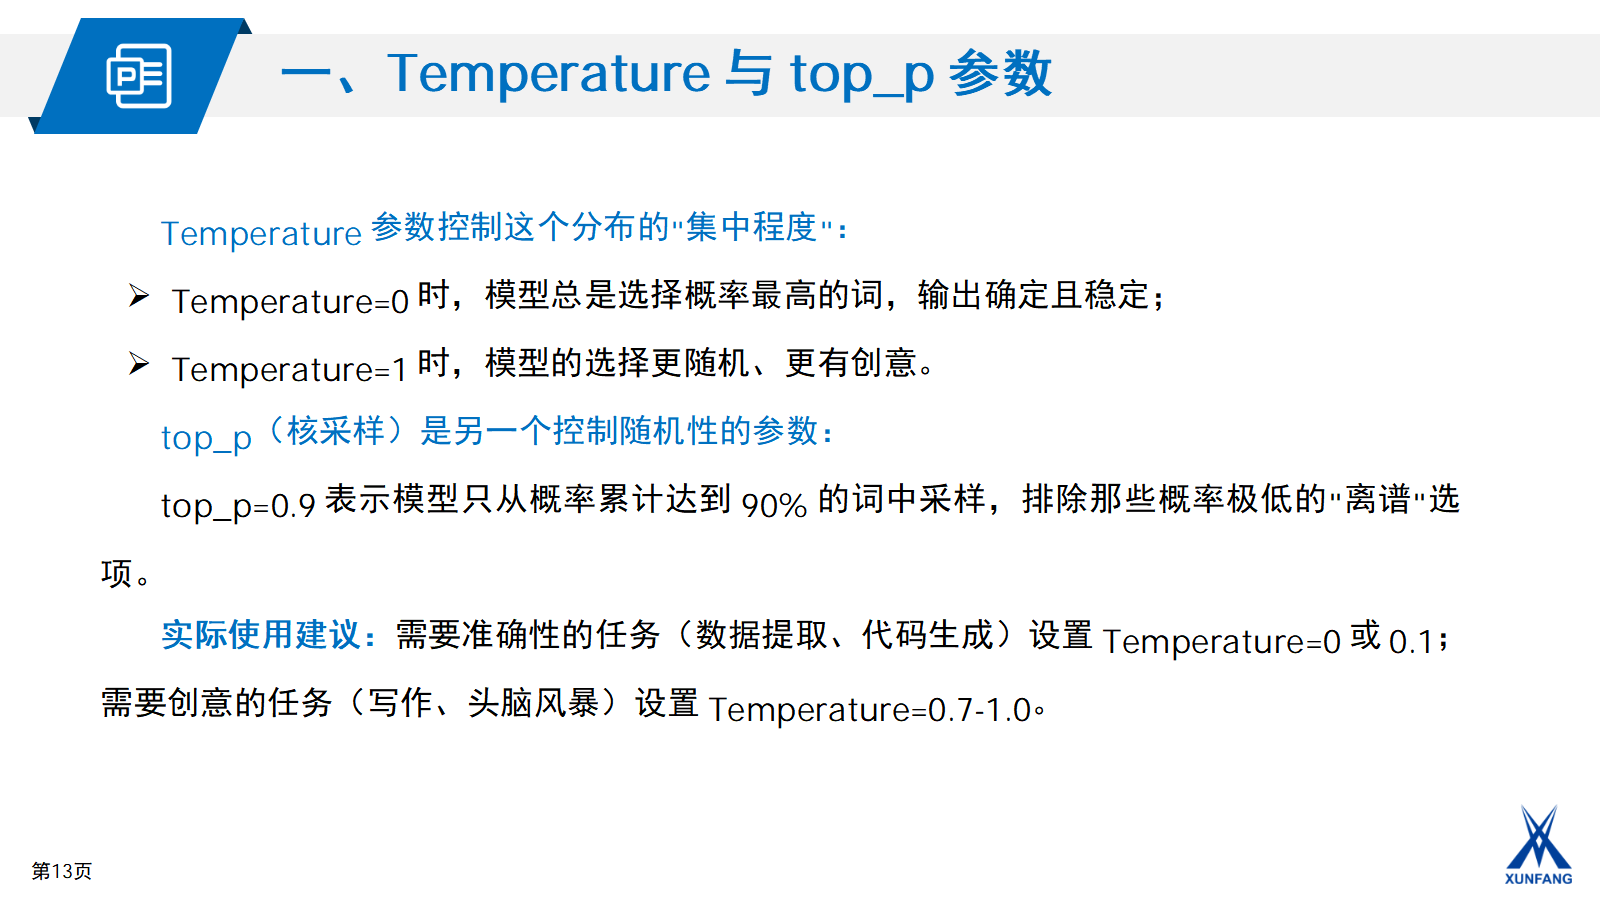 一、Temperature 与 top_p 参数
Temperature 参数控制这个分布的"集中程度"：
➢ Temperature=0 时，模型总是选择概率最高的词，输出确定且稳定；
➢ Temperature=1 时，模型的选择更随机、更有创意。
top_p（核采样）是另一个控制随机性的参数：
top_p=0.9 表示模型只从概率累计达到 90% 的词中采样，排除那些概率极低的"离谱"选
项。
实际使用建议：需要准确性的任务（数据提取、代码生成）设置 Temperature=0 或 0.1；
需要创意的任务（写作、头脑风暴）设置 Temperature=0.7-1.0。
第13页
XUNFANG